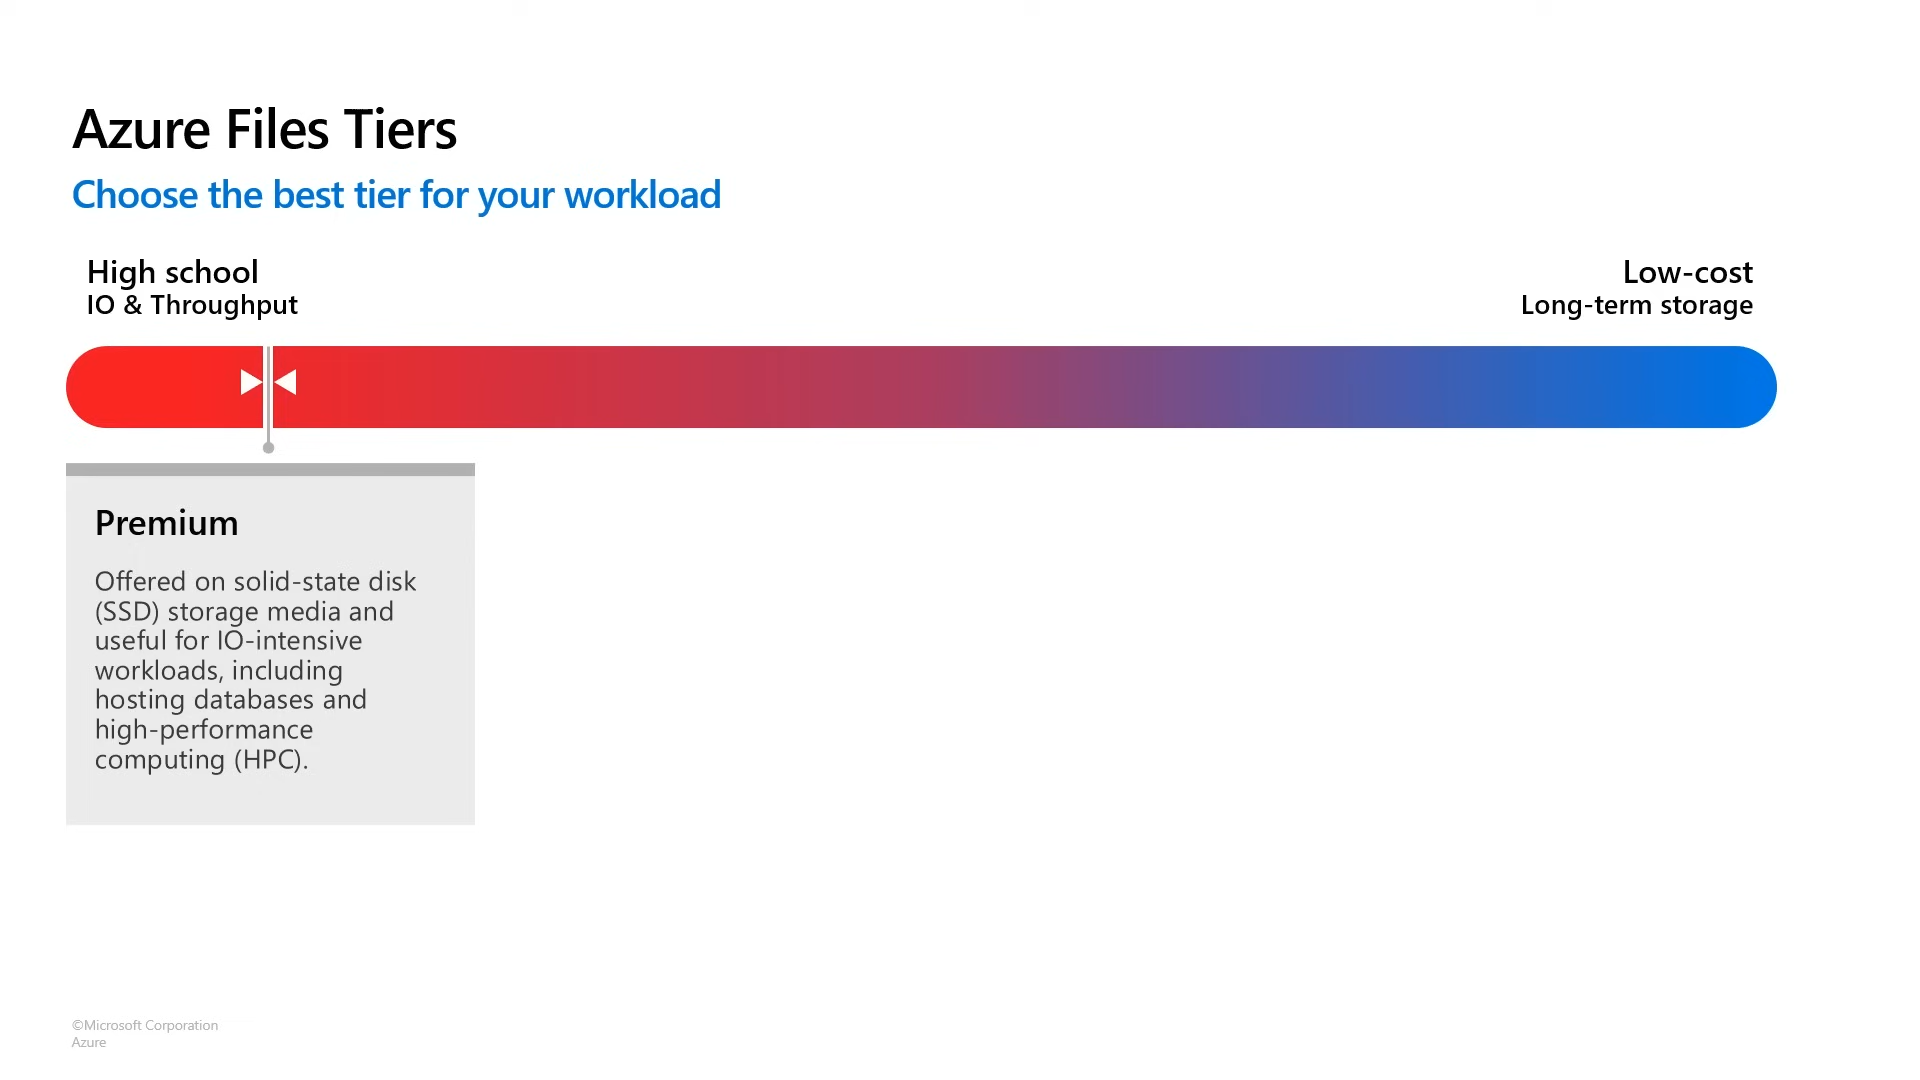 Azure Files Tiers
Choose the best tier for your workload
High school
IO & Throughput
Low-cost
Long-term storage
Premium
Offered on solid-state disk
(SSD) storage media and
useful for IO-intensive
workloads, including
hosting databases and
high-performance
computing (HPC).
©Microsoft Corporation
Azure